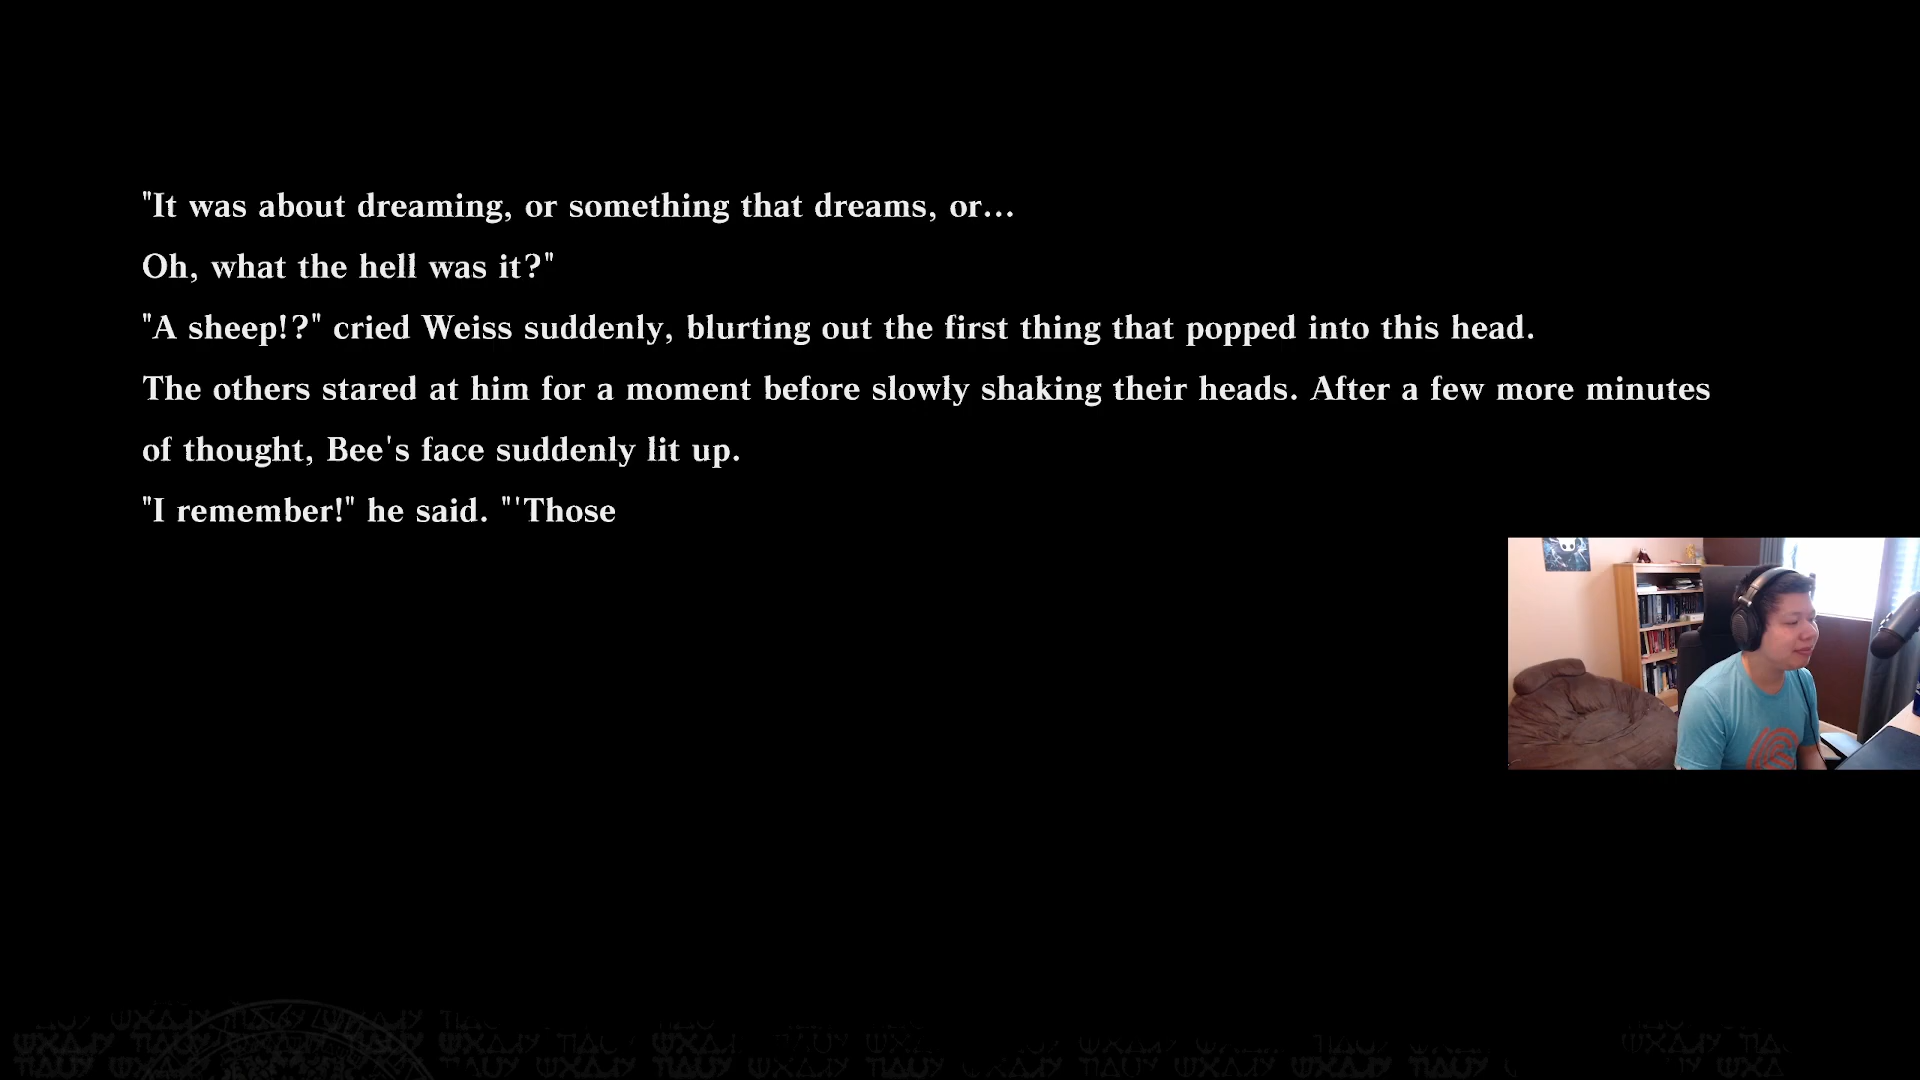 "It was about dreaming, or something that dreams, or...
Oh, what the hell was it?"
"A sheep!?" cried Weiss suddenly, blurting out the first thing that popped into this head.
The others stared at him for a moment before slowly shaking their heads. After a few more minutes
of thought, Bee's face suddenly lit up.
"I remember!" he said. "'Those